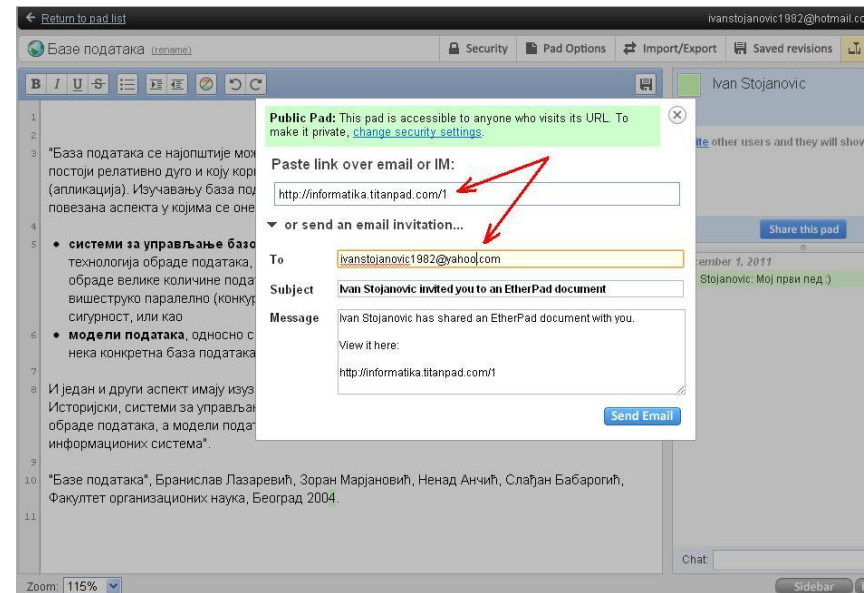 Return to pad list
ivanstojanovic1982@hotmail.co
Базе података (rename)
Security
Pad Options
Import/Export
Saved revisions
B I U S
Ivan Stojanovic
Public Pad: This pad is accessible to anyone who visits its URL. To
make it private, change security settings.
Paste link over email or IM:
http://informatika.titanpad.com/1
or send an email invitation...
To
ivanstojanovic1982@yahoo.com
Subject
Ivan Stojanovic invited you to an EtherPad document
Message
Ivan Stojanovic has shared an EtherPad document with you.
View it here:
http://informatika.titanpad.com/1
Send Email
1
2
3 "База података се најопштије мож
постоји релативно дуго и коју кори
(апликација). Изучавању база под
повезана аспекта у којима се оне
4
5 • системи за управљање базо
технологија обраде података,
обраде велике количине пода
вишеструко паралелно (конкур
сигурност, или као
6 • модели података, односно с
нека конкретна база података
7
8 И један и други аспект имају изуз
Историјски, системи за управљањ
обраде података, а модели подат
информационих система".
9
10 "Базе података", Бранислав Лазаревић, Зоран Марјановић, Ненад Анчић, Слађан Бабарогић,
Факултет организационих наука, Београд 2004.
11
ite other users and they will show
Share this pad
cember 1, 2011
Stojanovic: Мој први пед :)
Chat:
Zoom: 115%
Sidebar